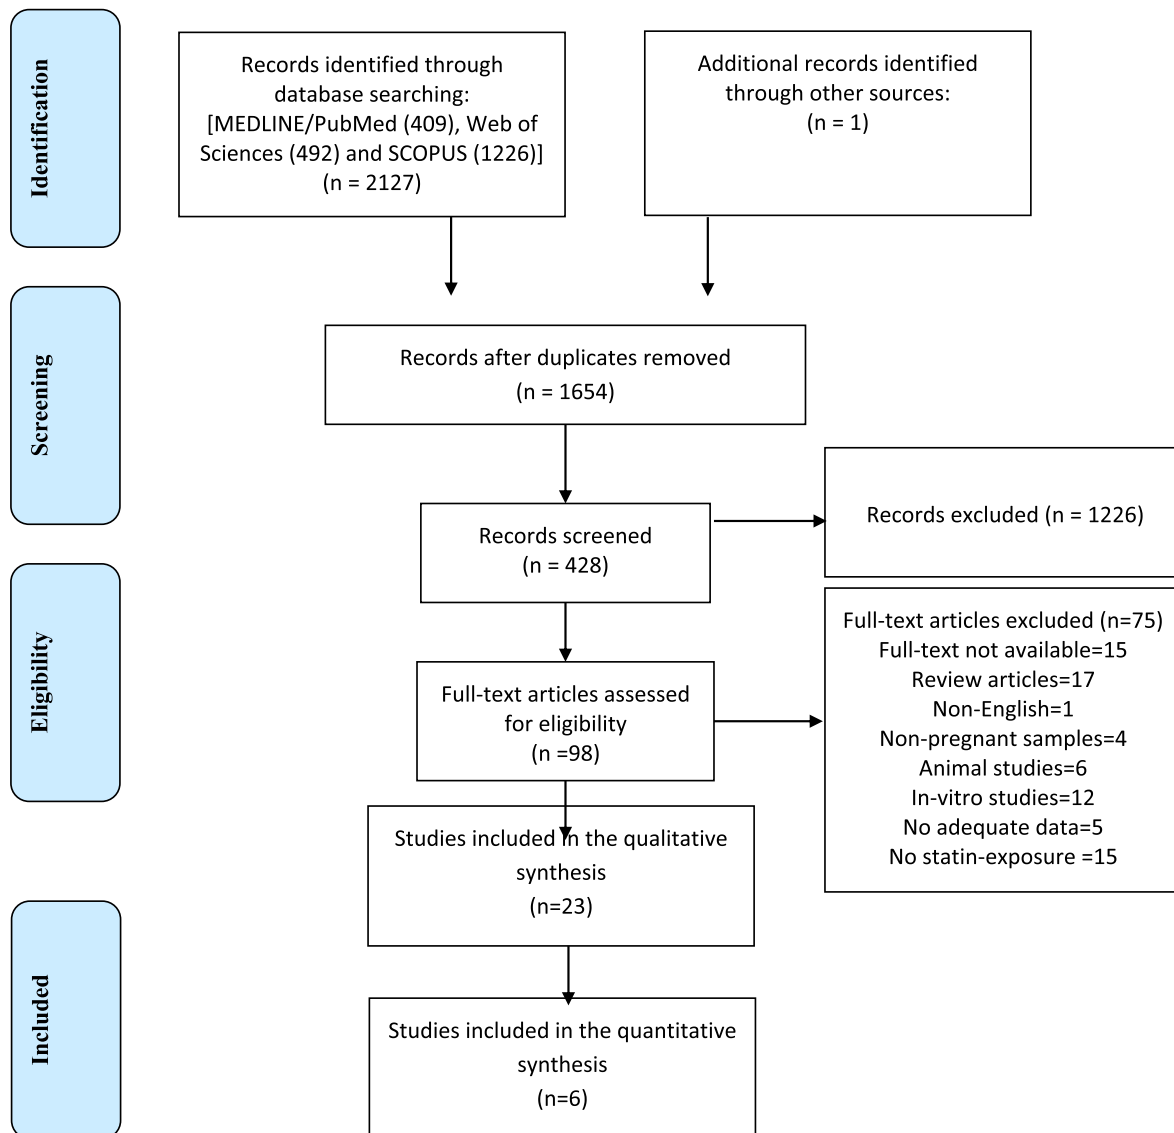 Identification
Records identified through
database searching:
[MEDLINE/PubMed (409), Web of
Sciences (492) and SCOPUS (1226)]
(n = 2127)
Additional records identified
through other sources:
(n = 1)
Screening
Records after duplicates removed
(n = 1654)
Records screened
(n = 428)
Records excluded (n = 1226)
Eligibility
Full-text articles assessed
for eligibility
(n =98)
Full-text articles excluded (n=75)
Full-text not available=15
Review articles=17
Non-English=1
Non-pregnant samples=4
Animal studies=6
In-vitro studies=12
No adequate data=5
No statin-exposure =15
Studies included in the qualitative
synthesis
(n=23)
Included
Studies included in the quantitative
synthesis
(n=6)